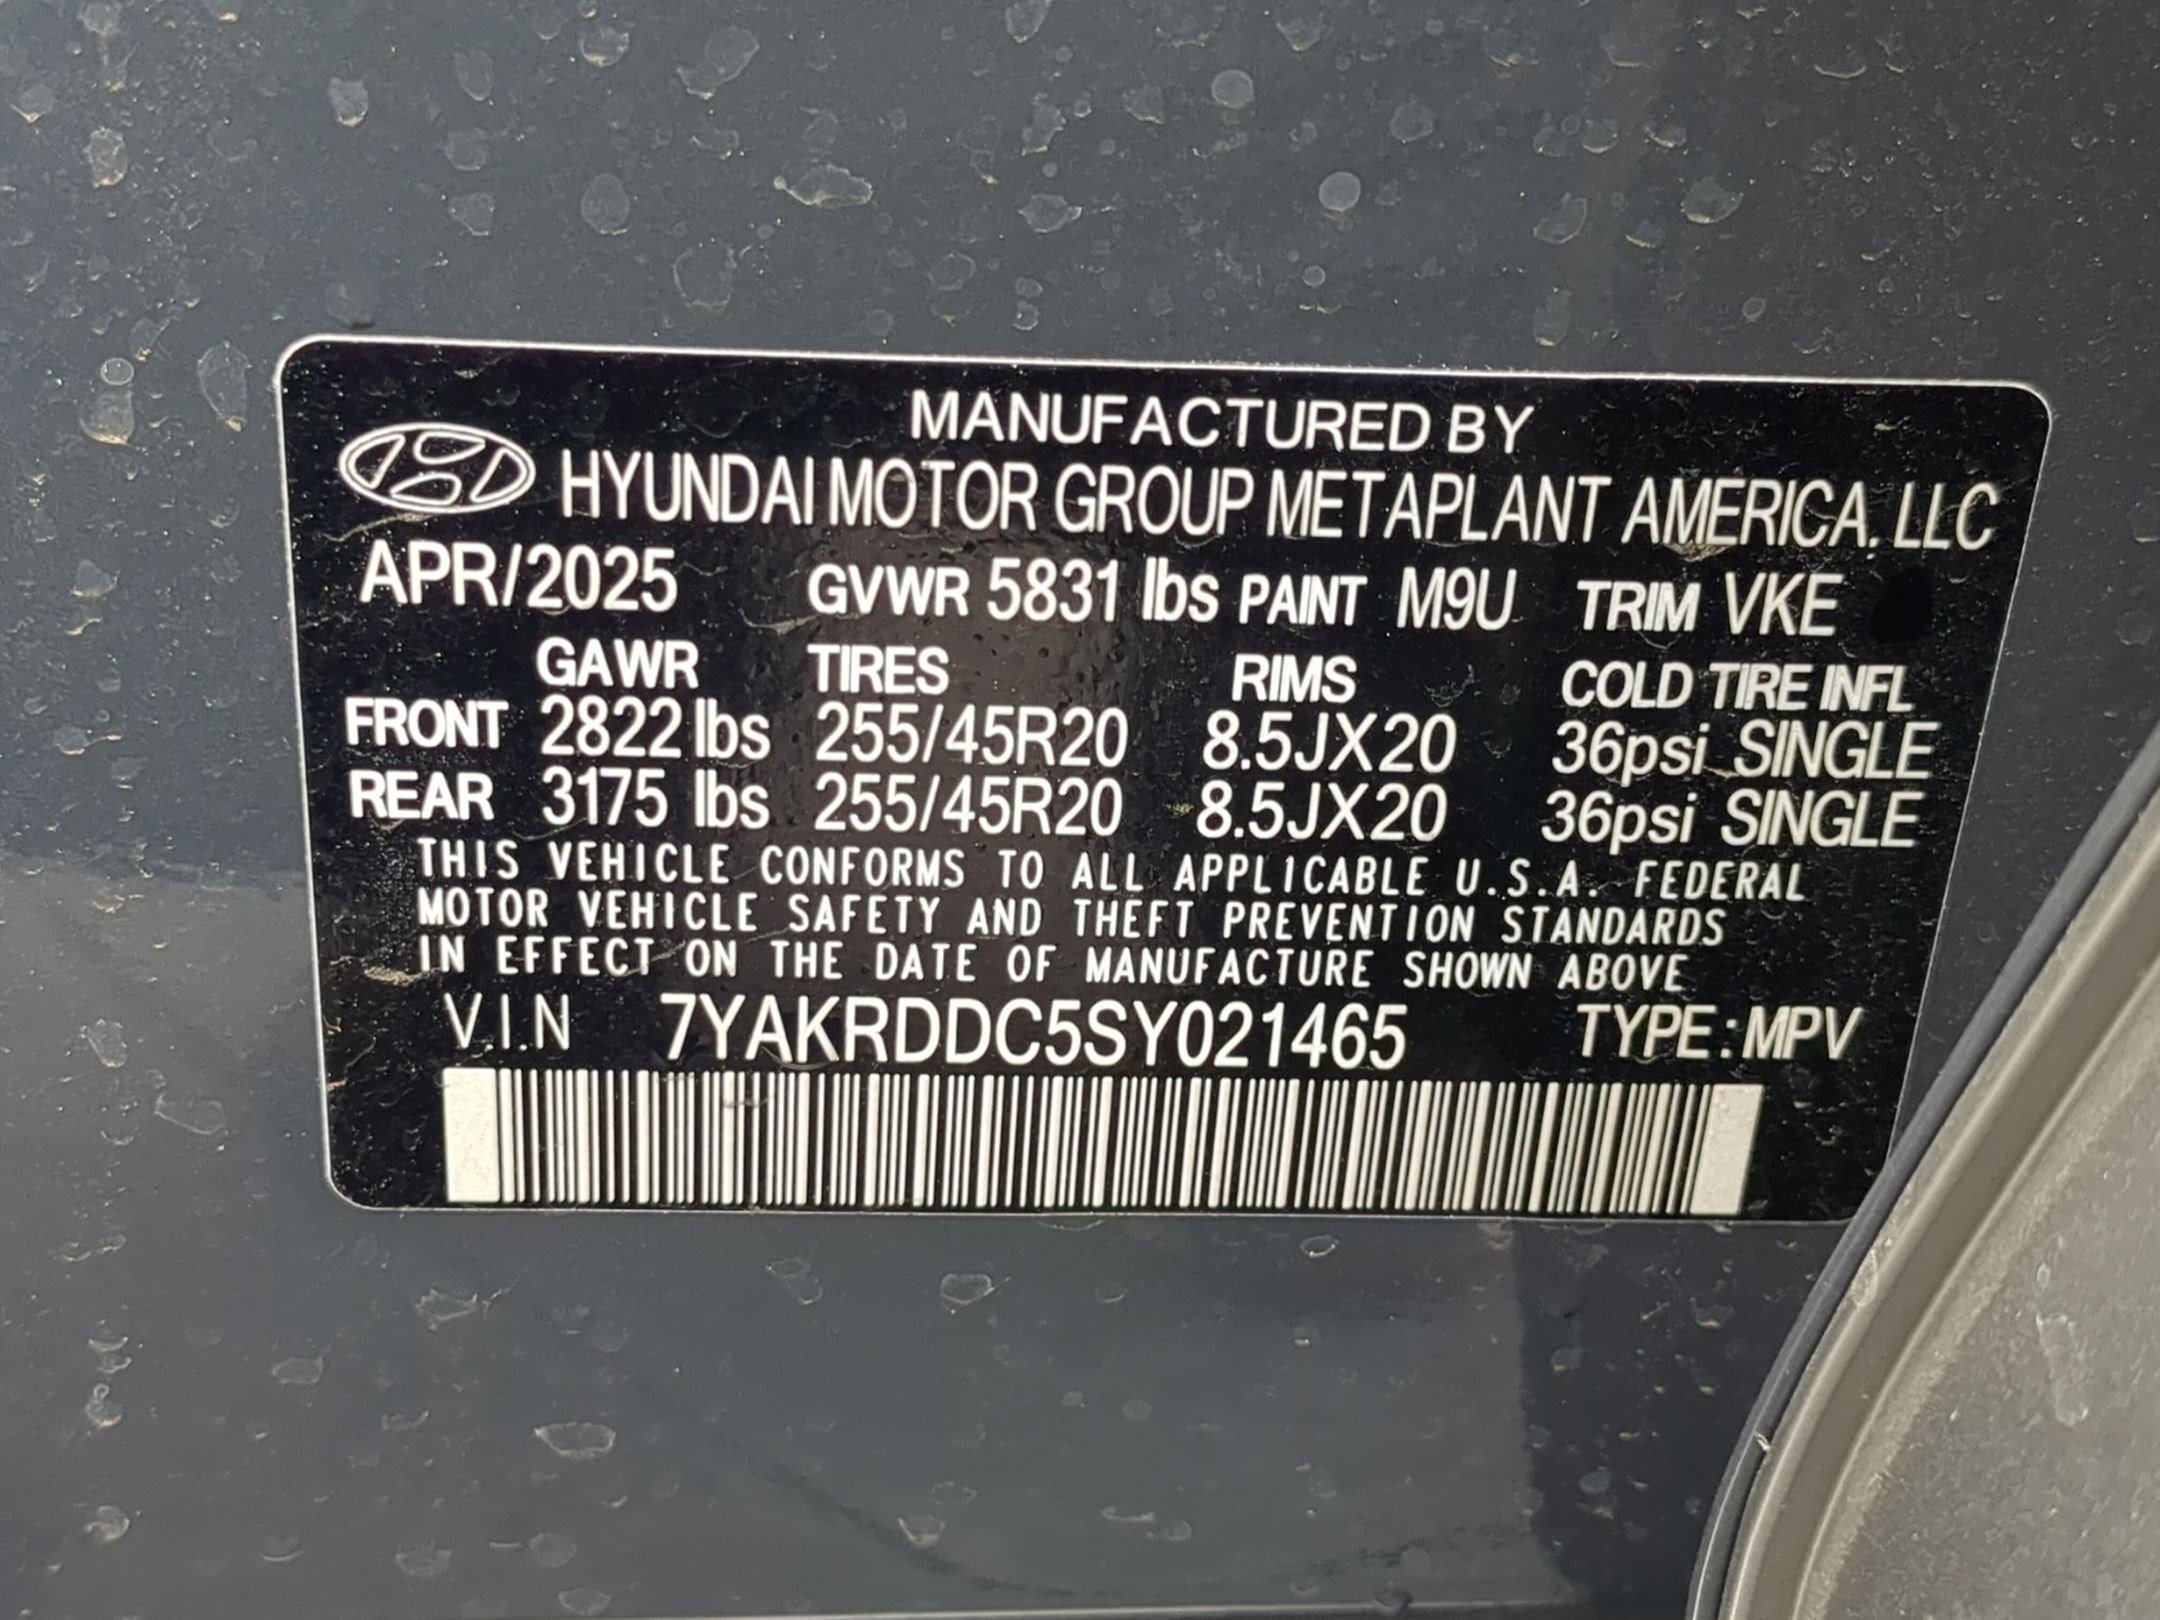 MANUFACTURED BY
HYUNDAI MOTOR GROUP METAPLANT AMERICA, LLC
APR/2025 GVWR 5831 lbs PAINT M9U TRIM VKE
GAWR TIRES RIMS COLD TIRE INFL
FRONT 2822 lbs 255/45R20 8.5JX20 36psi SINGLE
REAR 3175 lbs 255/45R20 8.5JX20 36psi SINGLE
THIS VEHICLE CONFORMS TO ALL APPLICABLE U.S.A. FEDERAL
MOTOR VEHICLE SAFETY AND THEFT PREVENTION STANDARDS
IN EFFECT ON THE DATE OF MANUFACTURE SHOWN ABOVE
V.I.N 7YAKRDDC5SY021465 TYPE:MPV